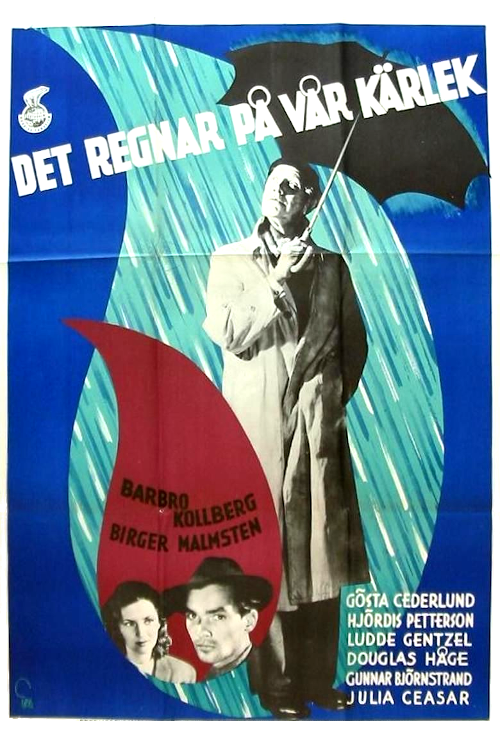 DET REGNAR PÅ VÅR KÄRLEK
BARBRO
KOLLBERG
BIRGER MALMSTEN
GÖSTA CEDERLUND
HJÖRDIS PETTERSON
LUDDE GENTZEL
DOUGLAS HÅGE
GUNNAR BJÖRNSTRAND
JULIA CEASAR